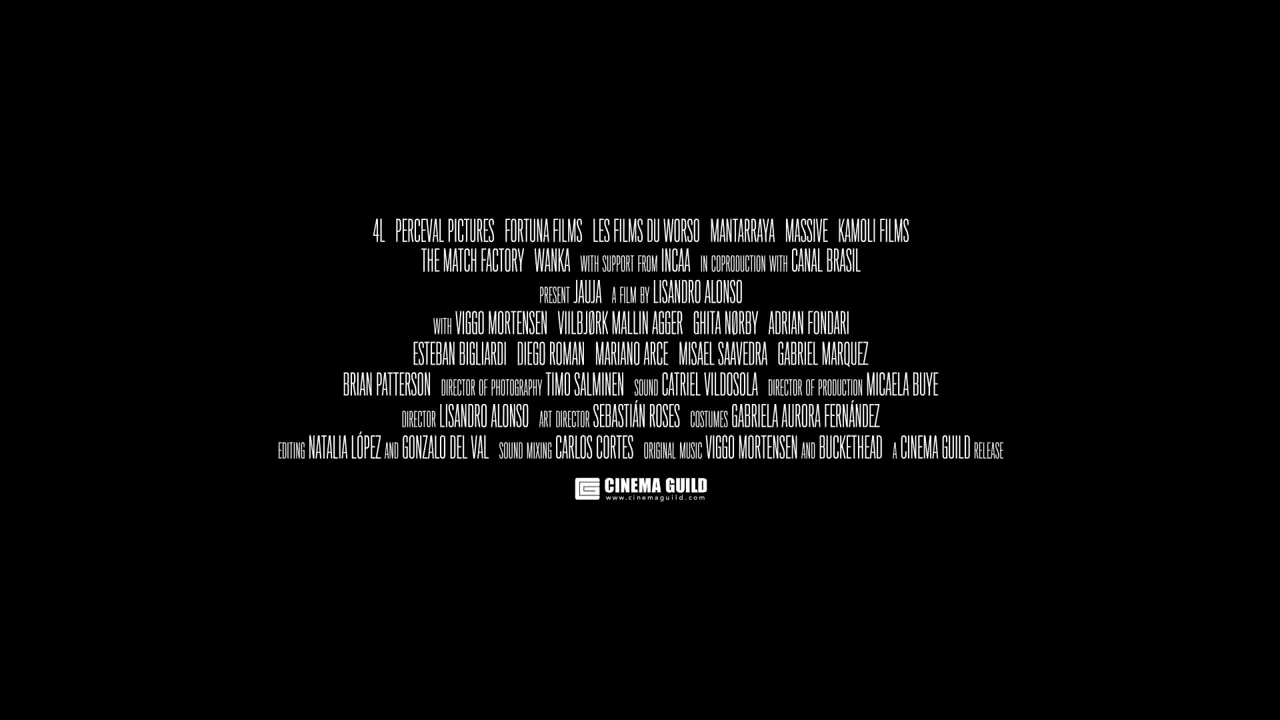 4L PERCEVAL PICTURES FORTUNA FILMS LES FILMS DU WORSO MANTARRAYA MASSIVE KAMOLI FILMS
THE MATCH FACTORY WANKA WITH SUPPORT FROM INCAA IN COPRODUCTION WITH CANAL BRASIL
PRESENT JAUJA A FILM BY LISANDRO ALONSO
WITH VIGGO MORTENSEN VIILBJØRK MALLIN AGGER GHITA NØRBY ADRIAN FONDARI
ESTEBAN BIGLIARDI DIEGO ROMAN MARIANO ARCE MISAEL SAAVEDRA GABRIEL MARQUEZ
BRIAN PATTERSON DIRECTOR OF PHOTOGRAPHY TIMO SALMINEN SOUND CATRIEL VILDOSOLA DIRECTOR OF PRODUCTION MICAELA BUYE
DIRECTOR LISANDRO ALONSO ART DIRECTOR SEBASTIÁN ROSES COSTUMES GABRIELA AURORA FERNÁNDEZ
EDITING NATALIA LÓPEZ AND GONZALO DEL VAL SOUND MIXING CARLOS CORTES ORIGINAL MUSIC VIGGO MORTENSEN AND BUCKETHEAD A CINEMA GUILD RELEASE
CINEMA GUILD
www.cinemaguild.com